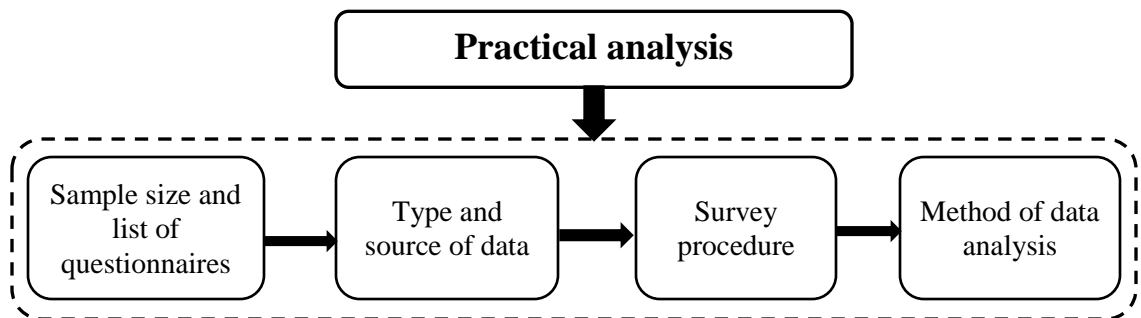 Practical analysis
Sample size and
list of
questionnaires
Type and
source of data
Survey
procedure
Method of data
analysis